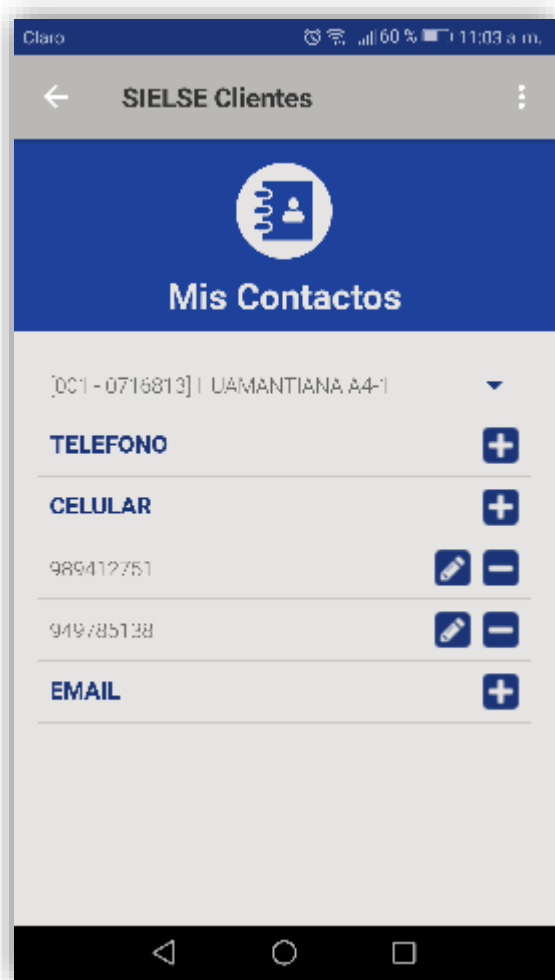 Claro 60 % 11:03 a.m.
SIELSE Clientes
Mis Contactos
[001 - 0716813] HUAMANTIANA A4-1
TELEFONO
CELULAR
989412751
949785138
EMAIL